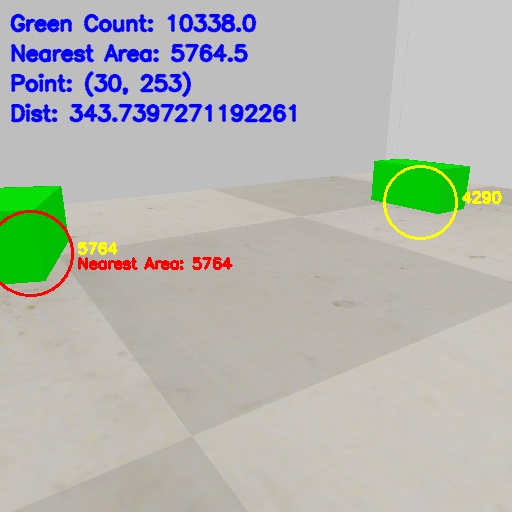 Green Count: 10338.0
Nearest Area: 5764.5
Point: (30, 253)
Dist: 343.7397271192261
4290
5764
Nearest Area: 5764